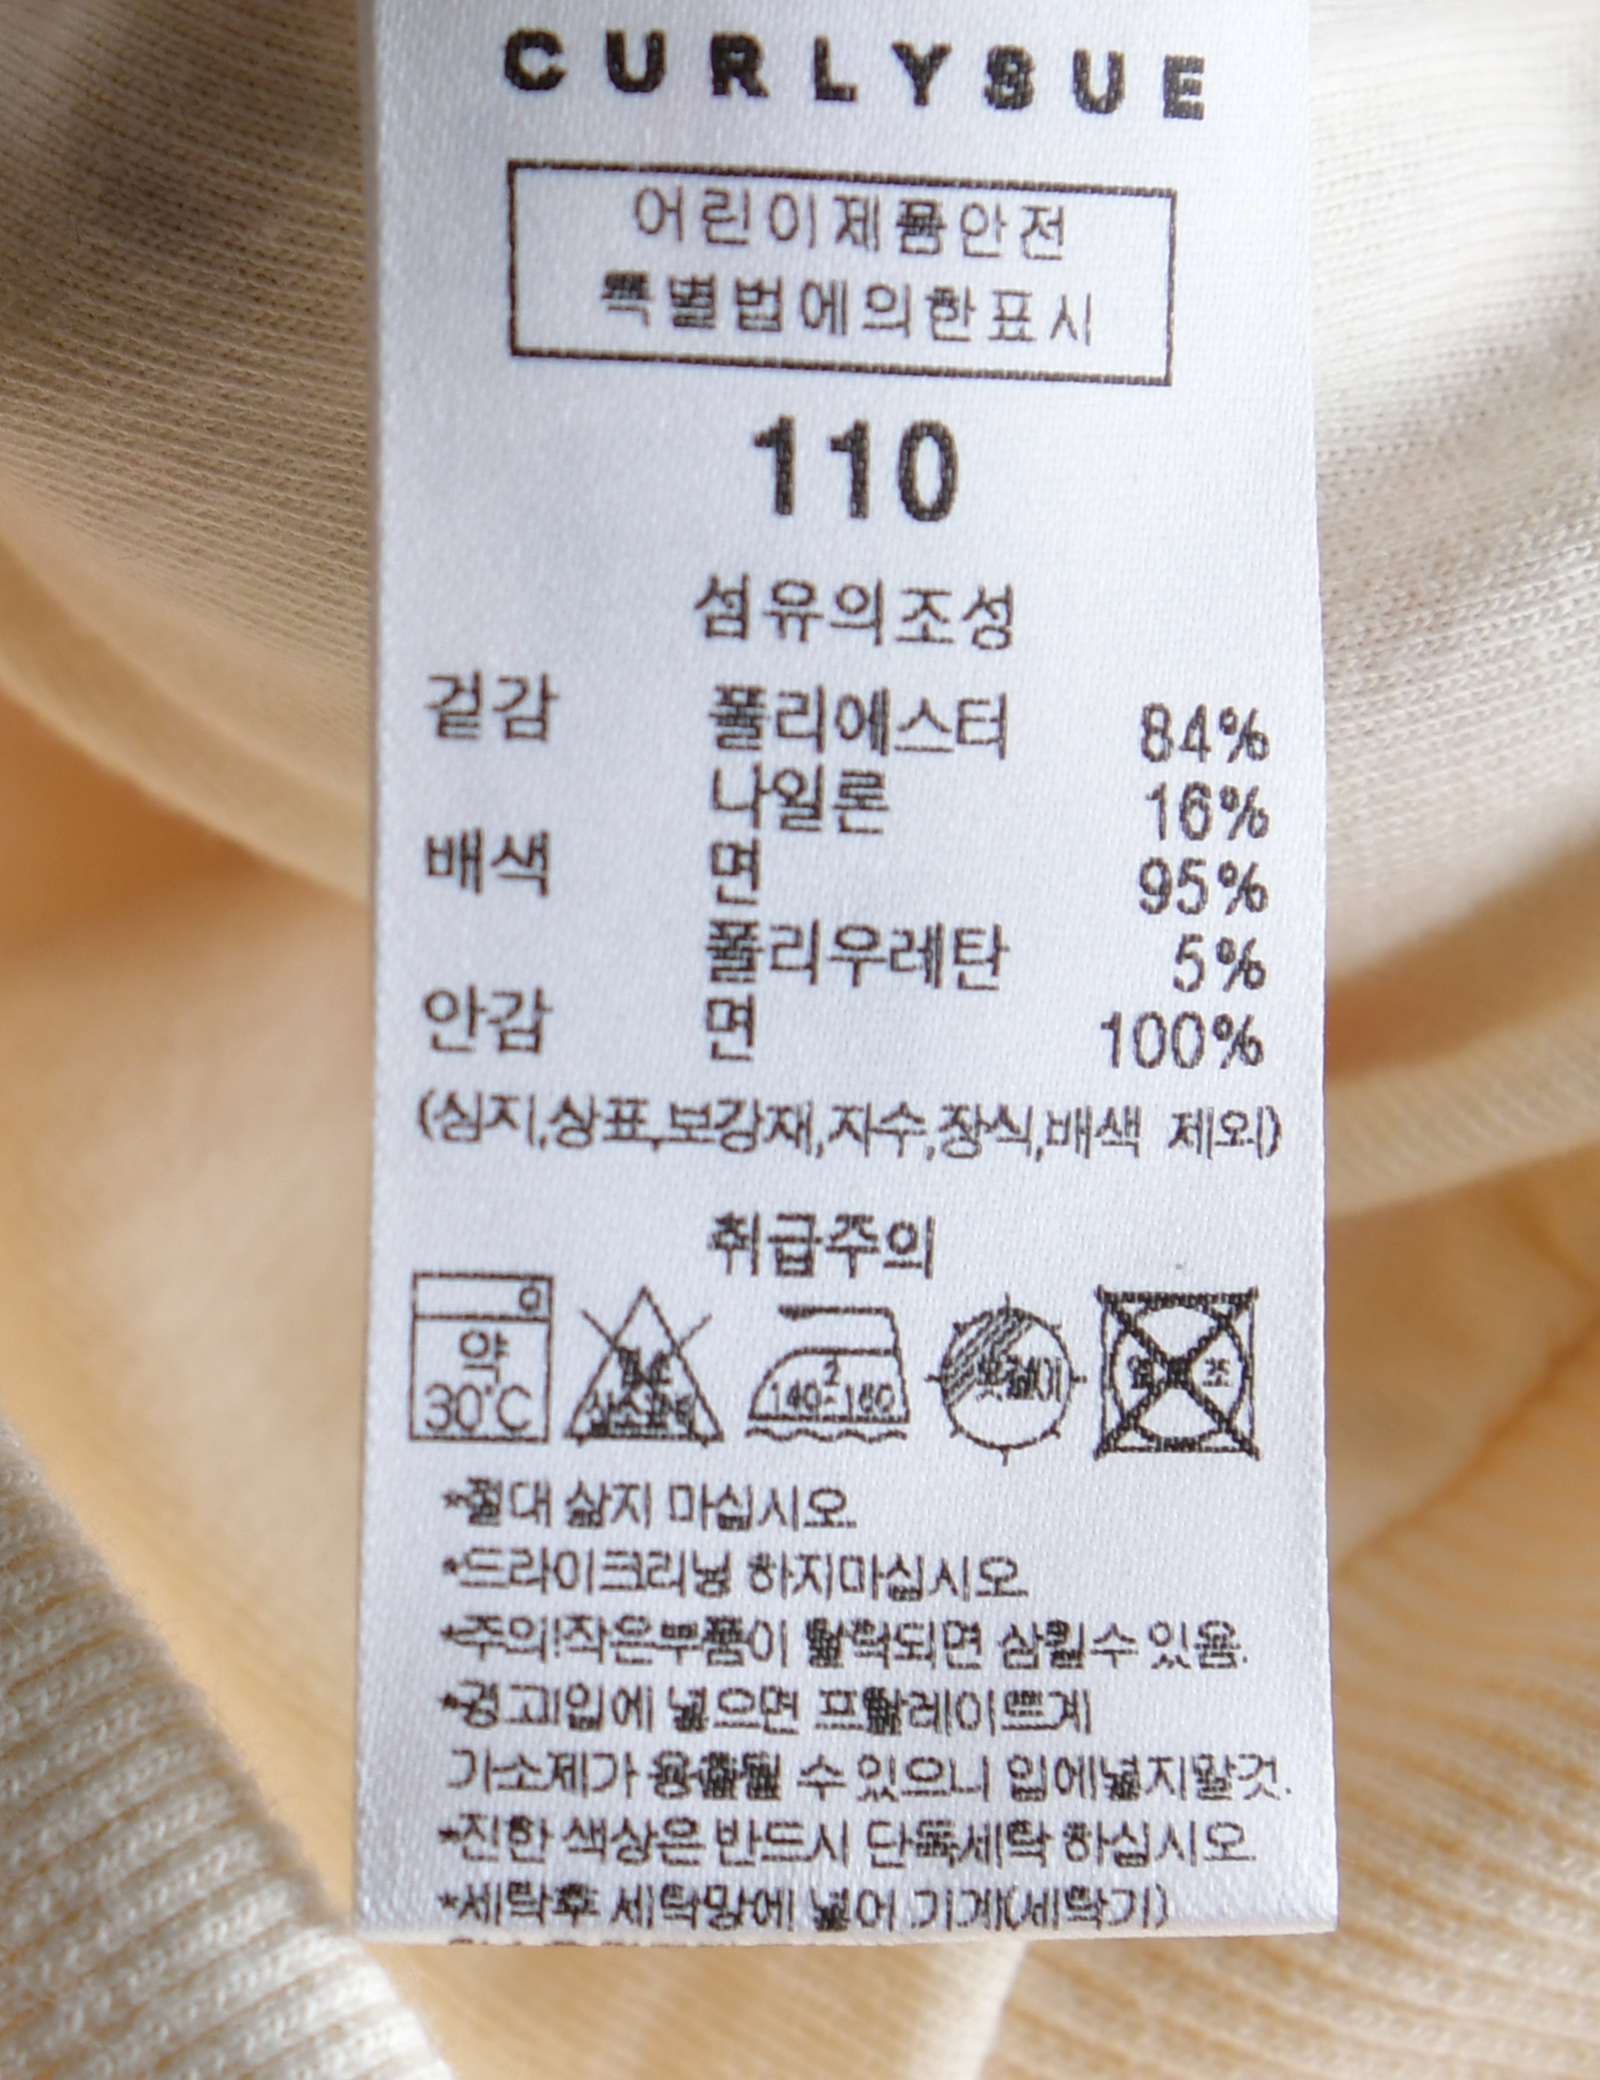 CURLYSUE
어린이제품안전
특별법에의한표시
110
섬유의조성
겉감 폴리에스터 84%
나일론 16%
배색 면 95%
폴리우레탄 5%
안감 면 100%
(심지,상표,보강재,자수,장식,배색 제외)
취급주의
약
30°C
2
140-160
옷걸이
*절대 삶지 마십시오.
*드라이크리닝 하지마십시오.
*주의!작은부품이 탈락되면 삼킬수 있음.
*경고!입에 넣으면 프탈레이트계
가소제가 용출될 수 있으니 입에넣지말것.
*진한 색상은 반드시 단독세탁 하십시오.
*세탁후 세탁망에 넣어 기계(세탁기)